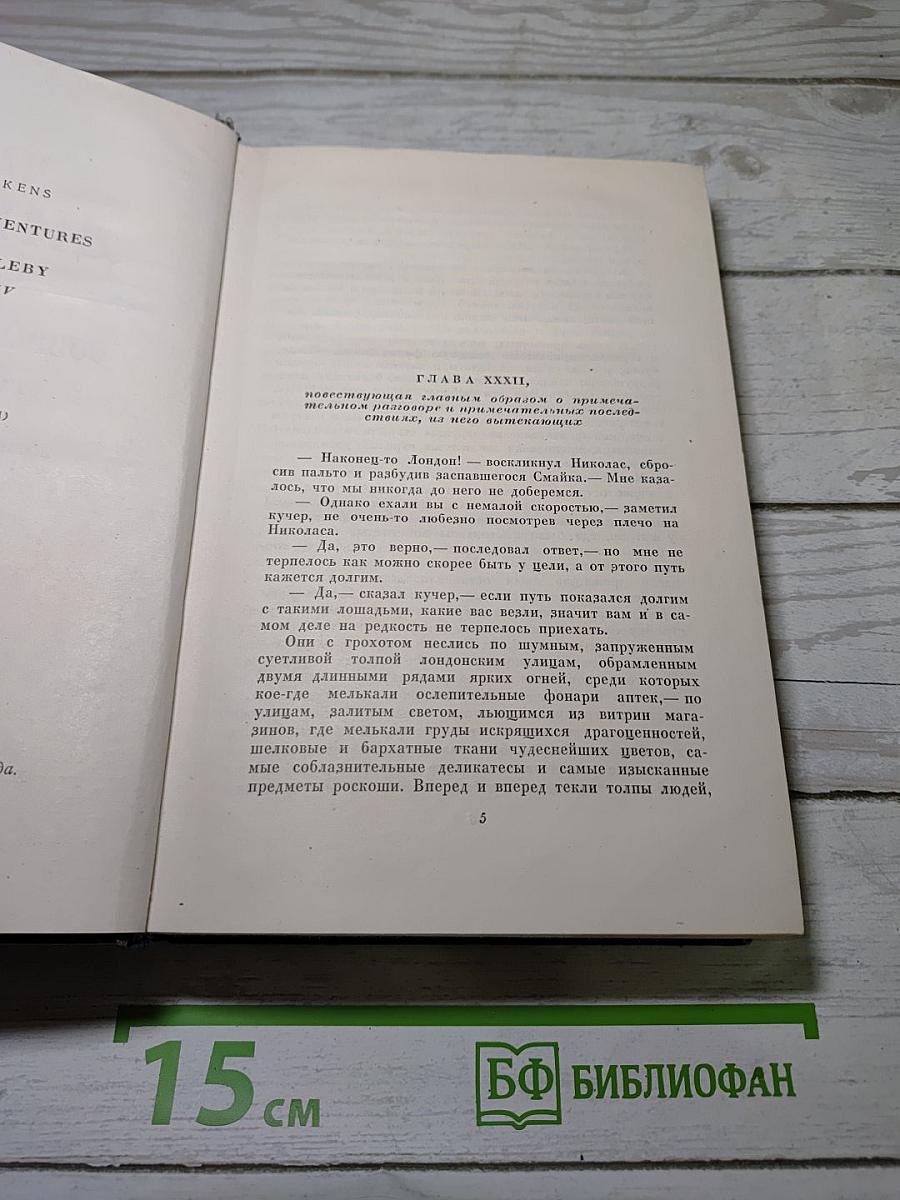 KENS
VENTURES
LEBY
да.
ГЛАВА XXXII,
повествующая главным образом о примеча-
тельном разговоре и примечательных послед-
ствиях, из него вытекающих
— Наконец-то Лондон! — воскликнул Николас, сбро-
сив пальто и разбудив заспавшегося Смайка.— Мне каза-
лось, что мы никогда до него не доберемся.
— Однако ехали вы с немалой скоростью,— заметил
кучер, не очень-то любезно посмотрев через плечо на
Николаса.
— Да, это верно,— последовал ответ,— но мне не
терпелось как можно скорее быть у цели, а от этого путь
кажется долгим.
— Да,— сказал кучер,— если путь показался долгим
с такими лошадьми, какие вас везли, значит вам и в са-
мом деле на редкость не терпелось приехать.
Они с грохотом неслись по шумным, запруженным
суетливой толпой лондонским улицам, обрамленным
двумя длинными рядами ярких огней, среди которых
кое-где мелькали ослепительные фонари аптек,— по
улицам, залитым светом, льющимся из витрин мага-
зинов, где мелькали груды искрящихся драгоценностей,
шелковые и бархатные ткани чудеснейших цветов, са-
мые соблазнительные деликатесы и самые изысканные
предметы роскоши. Вперед и вперед текли толпы людей,
5
15 см
БФ БИБЛИОФАН